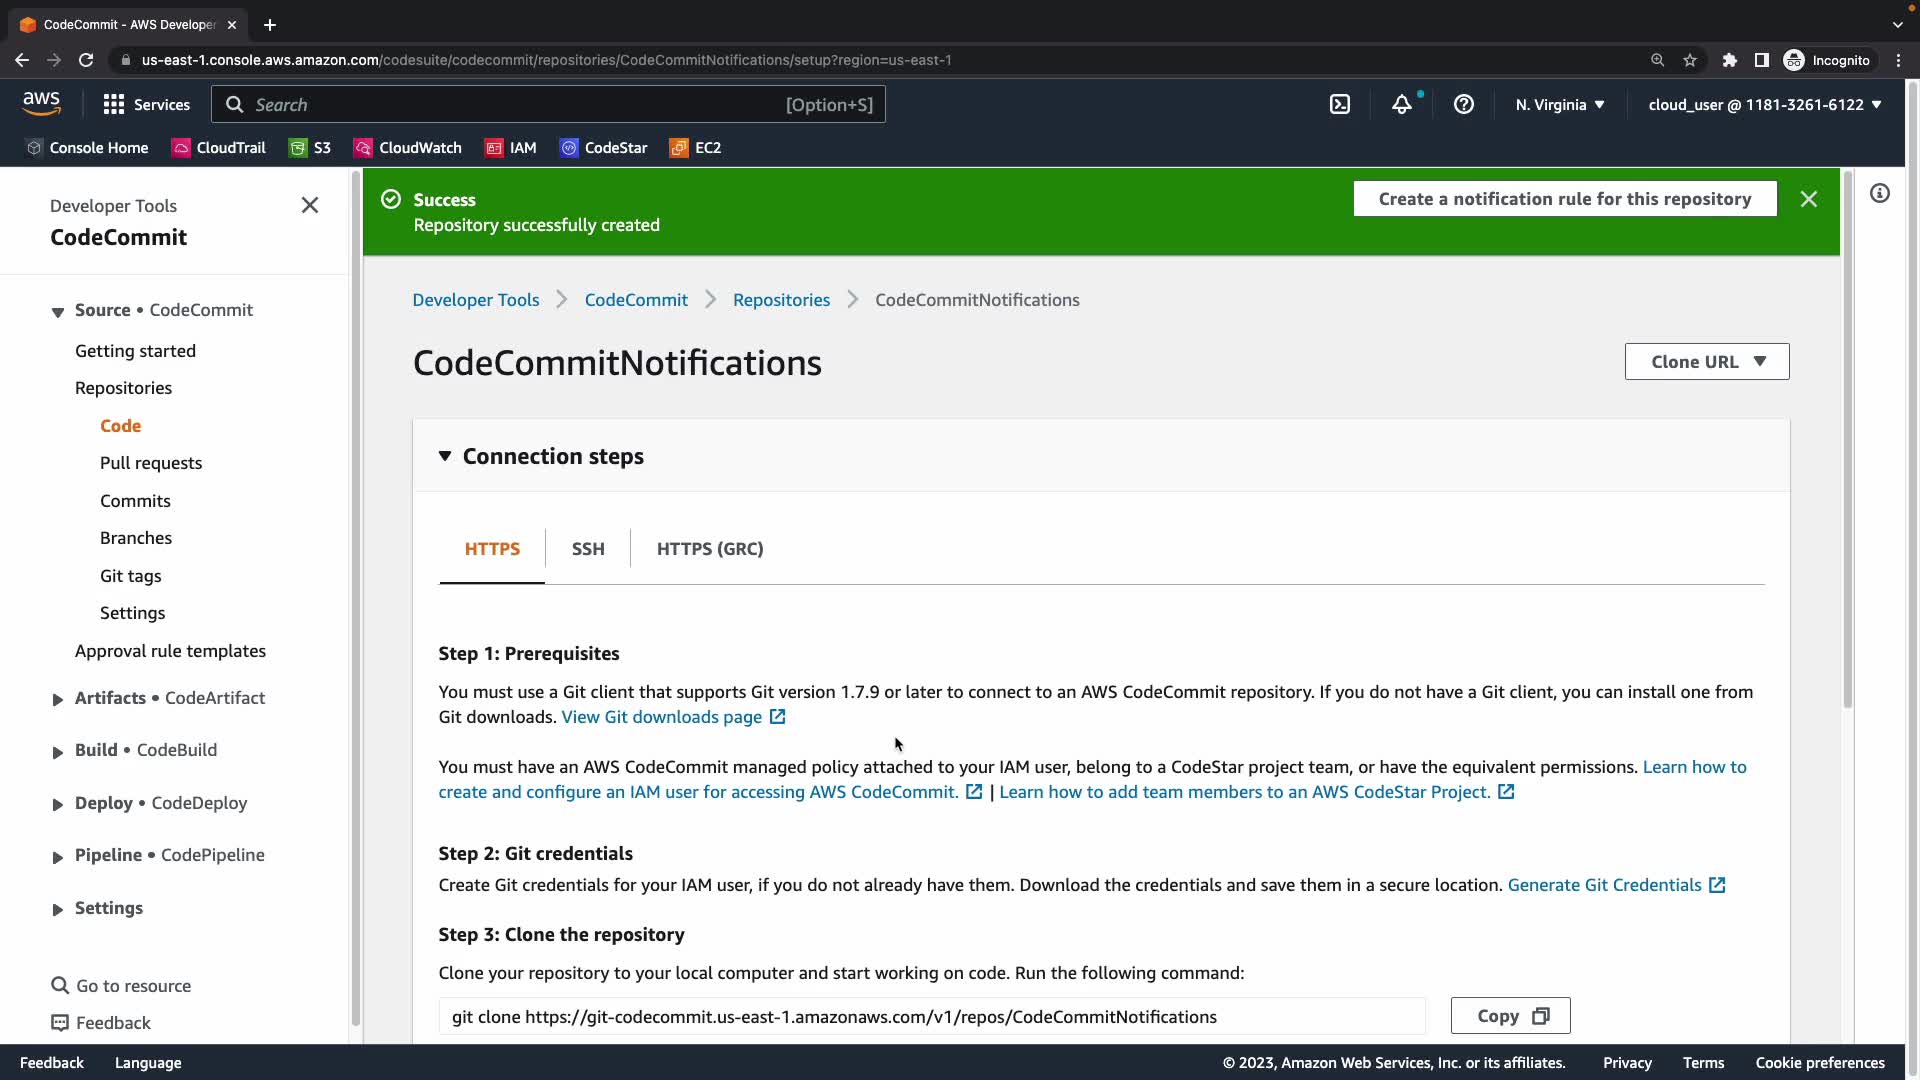 CodeCommit - AWS Developer
us-east-1.console.aws.amazon.com/codesuite/codecommit/repositories/CodeCommitNotifications/setup?region=us-east-1
Incognito
aws
Services
Search
[Option+S]
N. Virginia
cloud_user @ 1181-3261-6122
Console Home
CloudTrail
S3
CloudWatch
IAM
CodeStar
EC2
Developer Tools
CodeCommit
Source • CodeCommit
Getting started
Repositories
Code
Pull requests
Commits
Branches
Git tags
Settings
Approval rule templates
Artifacts • CodeArtifact
Build • CodeBuild
Deploy • CodeDeploy
Pipeline • CodePipeline
Settings
Go to resource
Feedback
Success
Repository successfully created
Create a notification rule for this repository
Developer Tools
CodeCommit
Repositories
CodeCommitNotifications
CodeCommitNotifications
Clone URL
Connection steps
HTTPS
SSH
HTTPS (GRC)
Step 1: Prerequisites
You must use a Git client that supports Git version 1.7.9 or later to connect to an AWS CodeCommit repository. If you do not have a Git client, you can install one from
Git downloads. View Git downloads page
You must have an AWS CodeCommit managed policy attached to your IAM user, belong to a CodeStar project team, or have the equivalent permissions. Learn how to
create and configure an IAM user for accessing AWS CodeCommit. | Learn how to add team members to an AWS CodeStar Project.
Step 2: Git credentials
Create Git credentials for your IAM user, if you do not already have them. Download the credentials and save them in a secure location. Generate Git Credentials
Step 3: Clone the repository
Clone your repository to your local computer and start working on code. Run the following command:
git clone https://git-codecommit.us-east-1.amazonaws.com/v1/repos/CodeCommitNotifications
Copy
Feedback
Language
© 2023, Amazon Web Services, Inc. or its affiliates.
Privacy
Terms
Cookie preferences